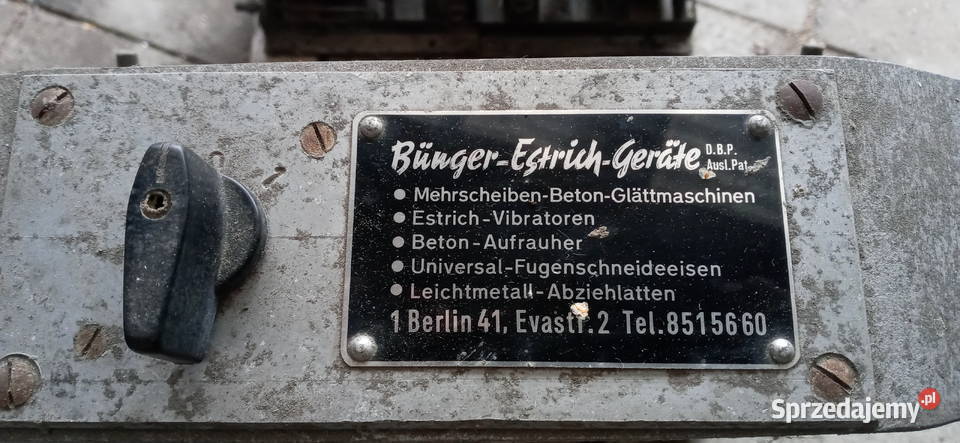 Bünger-Estrich-Geräte D.B.P.
Ausl. Pat.
● Mehrscheiben-Beton-Glättmaschinen
● Estrich-Vibratoren
● Beton-Aufrauher
● Universal-Fugenschneideeisen
● Leichtmetall-Abziehlatten
1 Berlin 41, Evastr. 2 Tel. 8515660
Sprzedajemy.pl